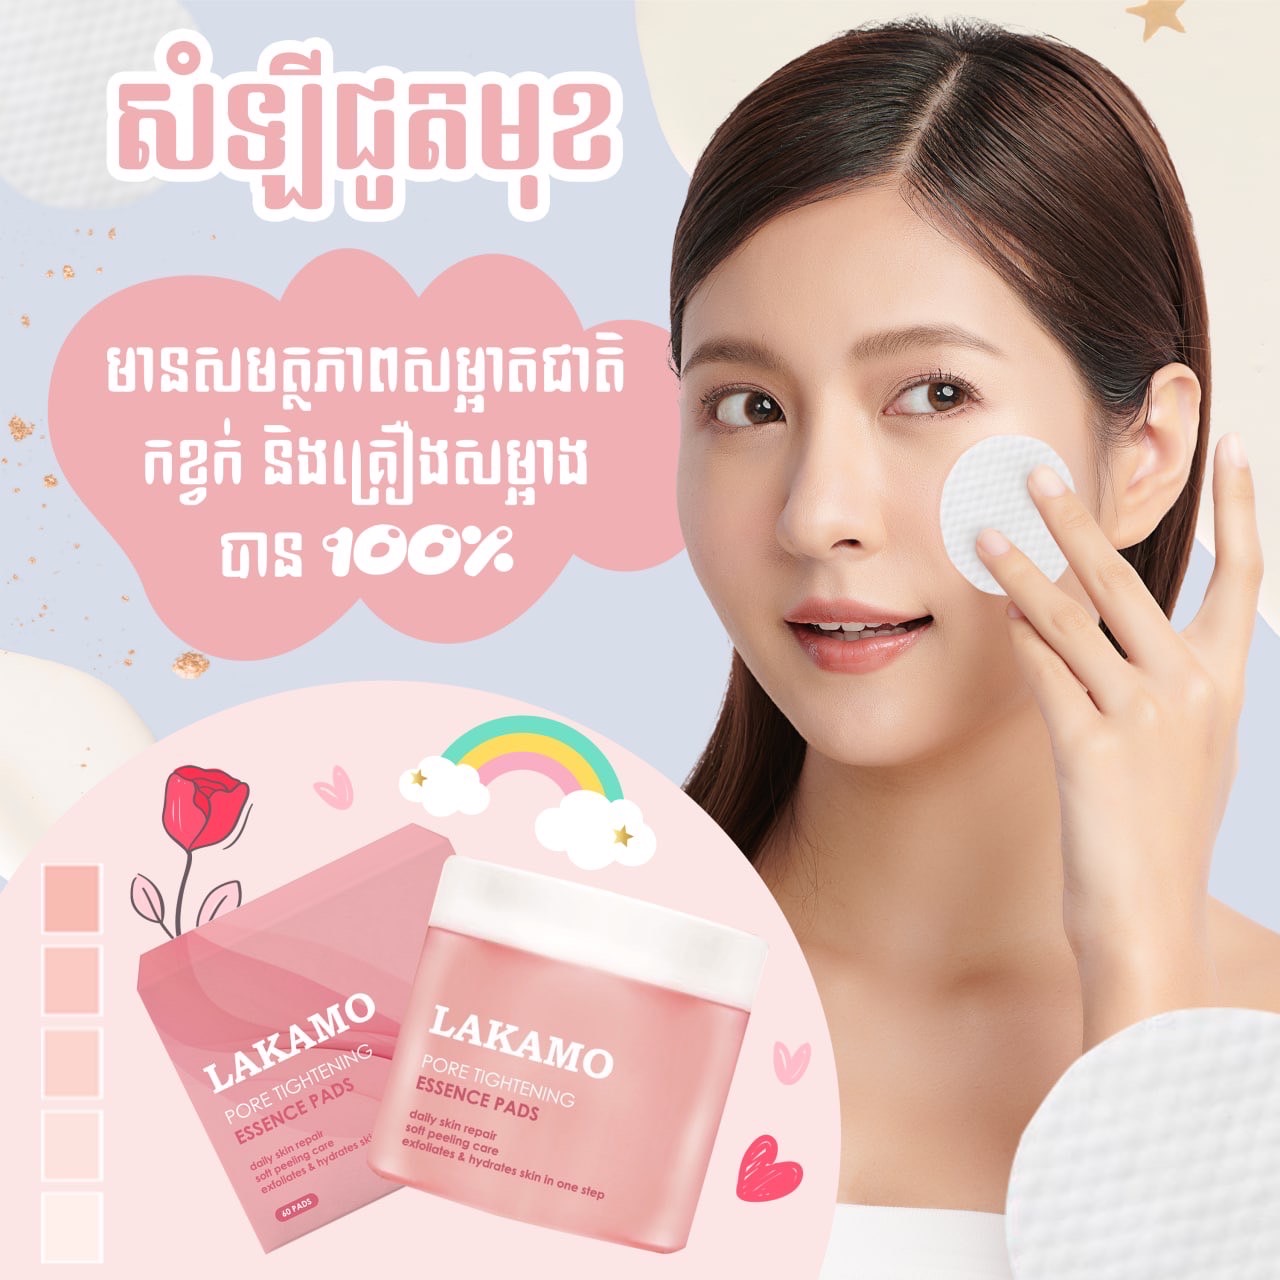 សំឡីជូតមុខ
មានសមត្ថភាពសម្អាតជាតិ
កខ្វក់ និងគ្រឿងសម្អាង
បាន 100%
LAKAMO
PORE TIGHTENING
ESSENCE PADS
daily skin repair
soft peeling care
exfoliates & hydrates ski
60 PADS
LAKAMO
PORE TIGHTENING
ESSENCE PADS
daily skin repair
soft peeling care
exfoliates & hydrates skin in one step